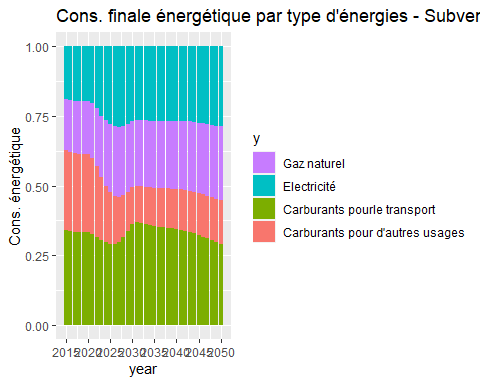 Cons. finale énergétique par type d'énergies - Subver
1.00
0.75
0.50
0.25
0.00
Cons. énergétique
2015 2020 2025 2030 2035 2040 2045 2050
year
y
Gaz naturel
Electricité
Carburants pourle transport
Carburants pour d'autres usages